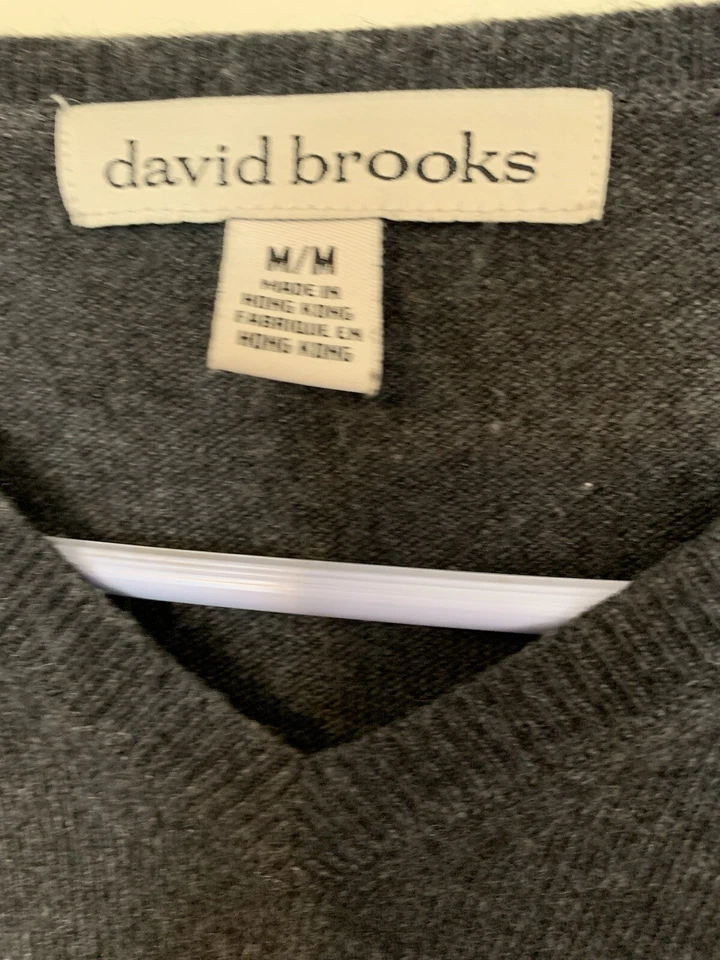 david brooks
M/M
MADE IN
HONG KONG
FABRIQUE EN
HONG KONG